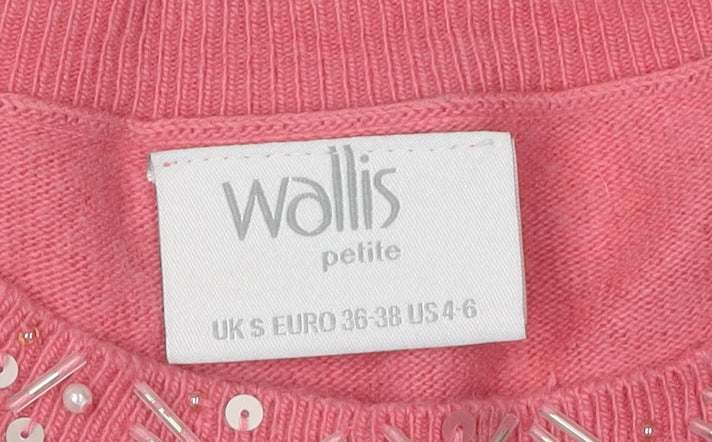 wallis
petite
UK S EURO 36-38 US 4-6